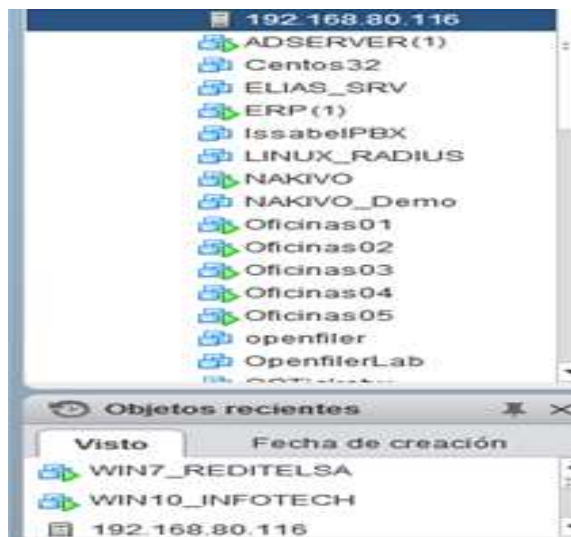 192.168.80.116
ADSERVER(1)
Centos32
ELIAS_SRV
ERP(1)
IssabelPBX
LINUX_RADIUS
NAKIVO
NAKIVO_Demo
Oficinas01
Oficinas02
Oficinas03
Oficinas04
Oficinas05
openfiler
OpenfilerLab
Objetos recientes
Visto
Fecha de creación
WIN7_REDITELSA
WIN10_INFOTECH
192.168.80.116